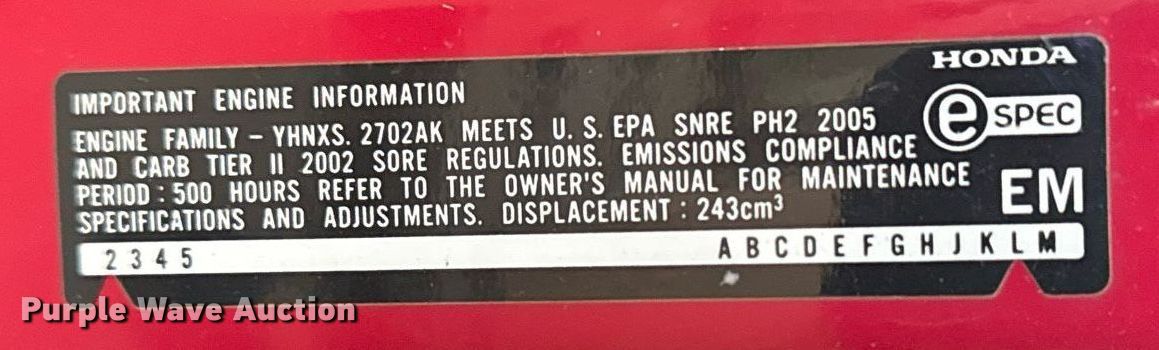 HONDA
e SPEC
IMPORTANT ENGINE INFORMATION
ENGINE FAMILY - YHNXS. 2702AK MEETS U. S. EPA SNRE PH2 2005
AND CARB TIER II 2002 SORE REGULATIONS. EMISSIONS COMPLIANCE
PERIOD : 500 HOURS REFER TO THE OWNER'S MANUAL FOR MAINTENANCE
SPECIFICATIONS AND ADJUSTMENTS. DISPLACEMENT : 243cm³
EM
2 3 4 5 A B C D E F G H J K L M
Purple Wave Auction